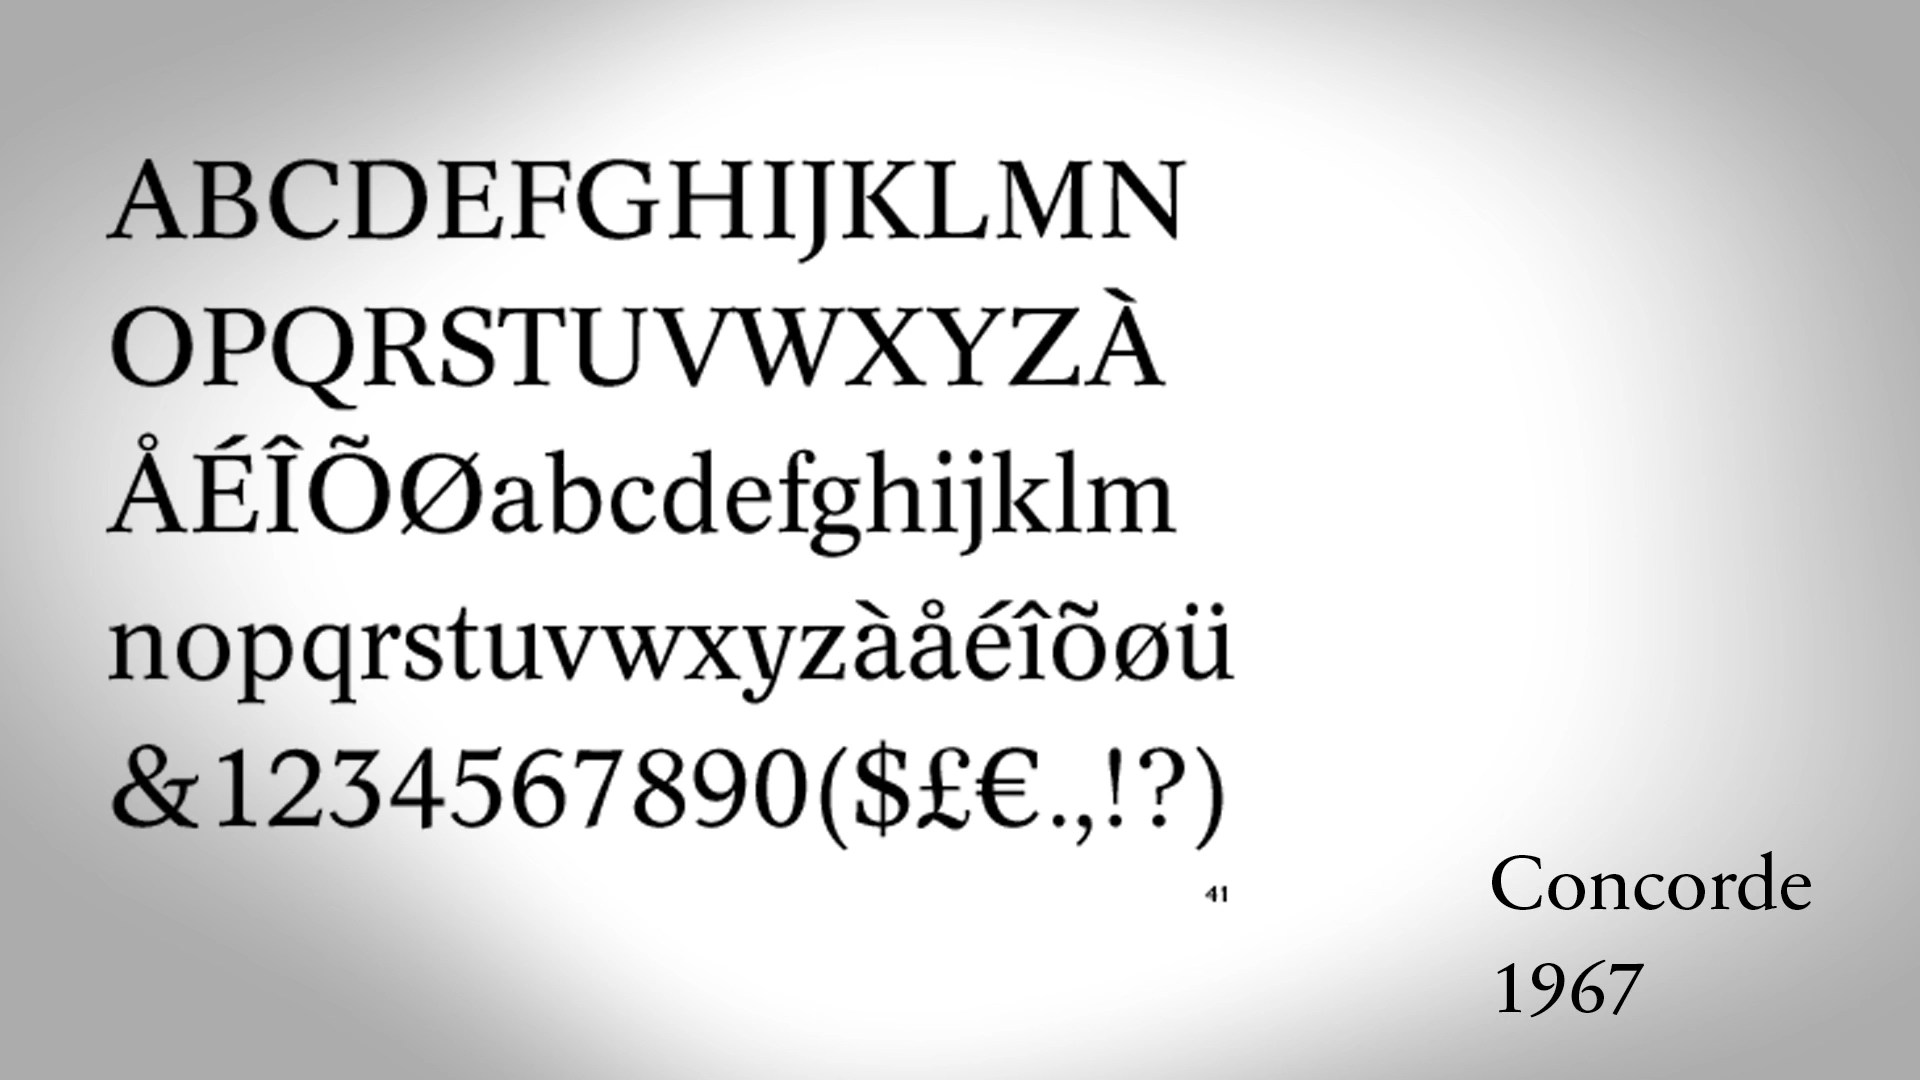 ABCDEFGHIJKLMN
OPQRSTUVWXYZÀ
ÅÉÎÕØabcdefghijklm
nopqrstuvwxyzàåéîõøü
&1234567890($£€.,!?)
41
Concorde
1967